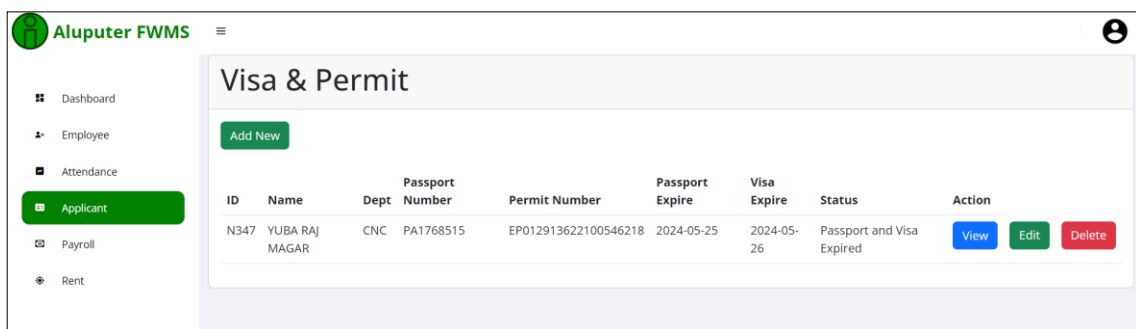 Aluputer FWMS
Visa & Permit
Dashboard
Employee
Attendance
Applicant
Payroll
Rent
Add New
ID Name Dept Passport Number Permit Number Passport Expire Visa Expire Status Action
N347 YUBA RAJ MAGAR CNC PA1768515 EP012913622100546218 2024-05-25 2024-05-26 Passport and Visa Expired View Edit Delete